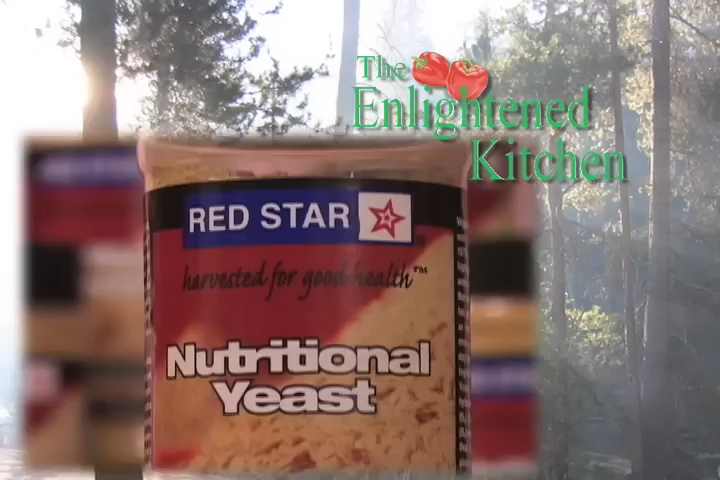 The
Enlightened
Kitchen
RED STAR
harvested for good health™
Nutritional
Yeast